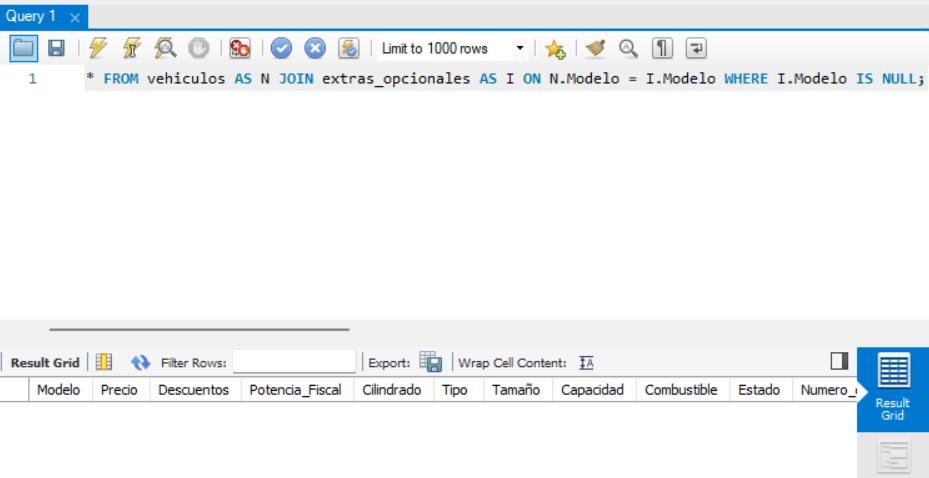 Query 1
Limit to 1000 rows
1 * FROM vehiculos AS N JOIN extras_opcionales AS I ON N.Modelo = I.Modelo WHERE I.Modelo IS NULL;
Result Grid Filter Rows: Export: Wrap Cell Content:
Modelo Precio Descuentos Potencia_Fiscal Cilindrado Tipo Tamaño Capacidad Combustible Estado Numero_
Result
Grid